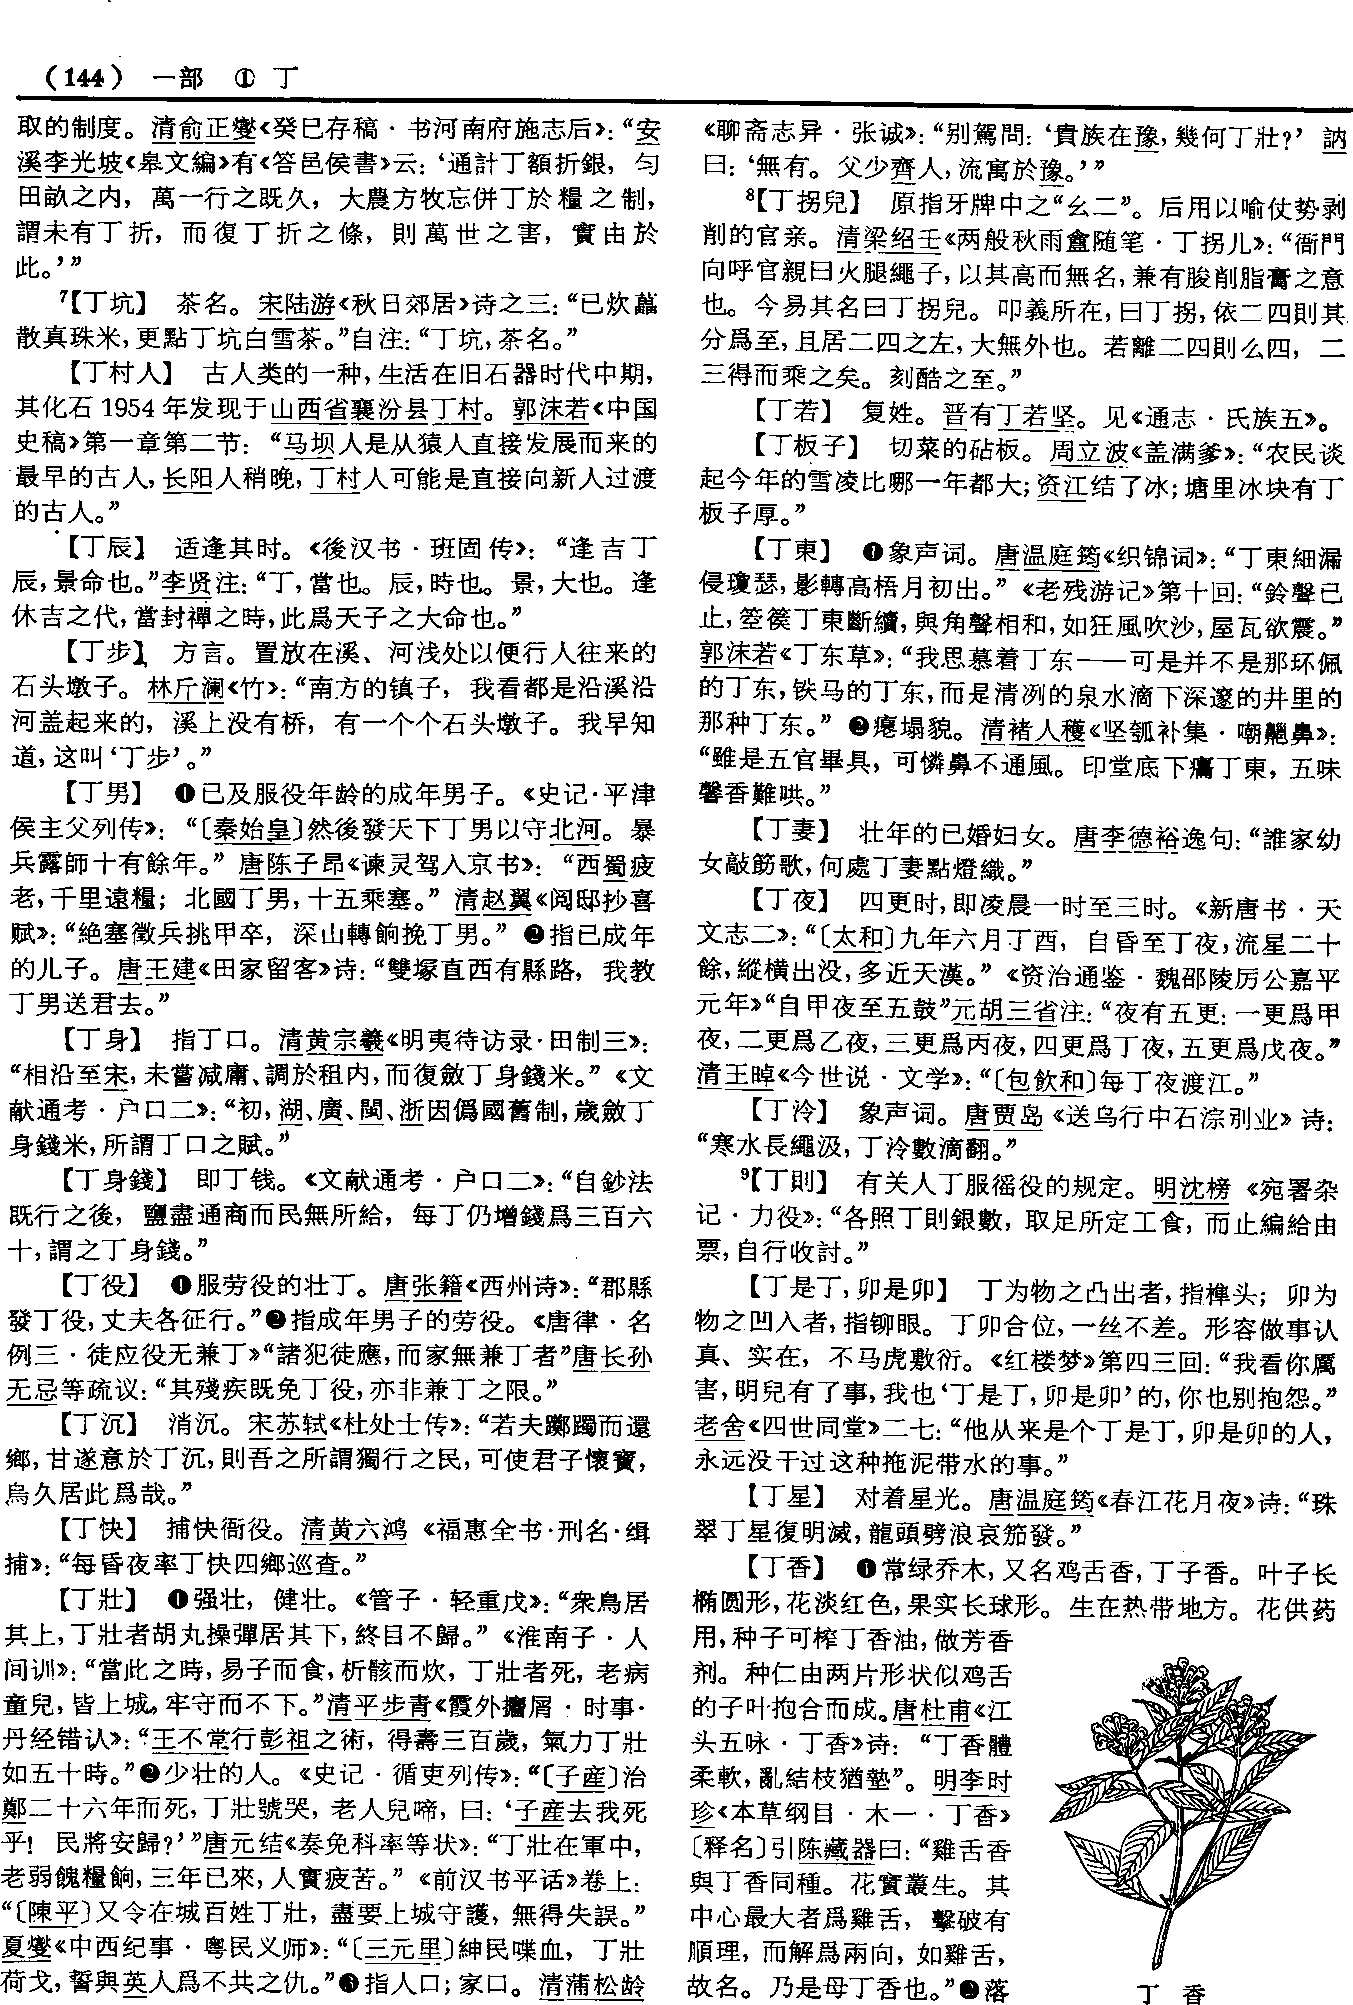 （144） 一部 ① 丁
取的制度。清俞正燮《癸巳存稿·书河南府施志后》：“安
溪李光坡《皋文編》有《答邑侯書》云：‘通計丁額折銀，勻
田畝之内，萬一行之既久，大農方牧忘併丁於糧之制，
謂未有丁折，而復丁折之條，則萬世之害，實由於
此。’”
⁷【丁坑】 茶名。宋陆游《秋日郊居》诗之三：“已炊藟
散真珠米，更點丁坑白雪茶。”自注：“丁坑，茶名。”
【丁村人】 古人类的一种，生活在旧石器时代中期，
其化石1954年发现于山西省襄汾县丁村。郭沫若《中国
史稿》第一章第二节：“马坝人是从猿人直接发展而来的
最早的古人，长阳人稍晚，丁村人可能是直接向新人过渡
的古人。”
【丁辰】 适逢其时。《後汉书·班固传》：“逢吉丁
辰，景命也。”李贤注：“丁，當也。辰，時也。景，大也。逢
休吉之代，當封禪之時，此爲天子之大命也。”
【丁步】 方言。置放在溪、河浅处以便行人往来的
石头墩子。林斤澜《竹》：“南方的镇子，我看都是沿溪沿
河盖起来的，溪上没有桥，有一个个石头墩子。我早知
道，这叫‘丁步’。”
【丁男】 ❶已及服役年龄的成年男子。《史记·平津
侯主父列传》：“〔秦始皇〕然後發天下丁男以守北河。暴
兵露師十有餘年。”唐陈子昂《谏灵驾入京书》：“西蜀疲
老，千里遠糧；北國丁男，十五乘塞。”清赵翼《阅邸抄喜
赋》：“絶塞徵兵挑甲卒，深山轉餉挽丁男。”❷指已成年
的儿子。唐王建《田家留客》诗：“雙塚直西有縣路，我教
丁男送君去。”
【丁身】 指丁口。清黄宗羲《明夷待访录·田制三》：
“相沿至宋，未嘗减庸、調於租内，而復斂丁身錢米。”《文
献通考·户口二》：“初，湖、廣、閩、浙因僞國舊制，歲斂丁
身錢米，所謂丁口之賦。”
【丁身錢】 即丁钱。《文献通考·户口二》：“自鈔法
既行之後，鹽盡通商而民無所給，每丁仍增錢爲三百六
十，謂之丁身錢。”
【丁役】 ❶服劳役的壮丁。唐张籍《西州诗》：“郡縣
發丁役，丈夫各征行。”❷指成年男子的劳役。《唐律·名
例三·徒应役无兼丁》“諸犯徒應，而家無兼丁者”唐长孙
无忌等疏议：“其殘疾既免丁役，亦非兼丁之限。”
【丁沉】 消沉。宋苏轼《杜处士传》：“若夫躑躅而還
鄉，甘遂意於丁沉，則吾之所謂獨行之民，可使君子懷寶，
烏久居此爲哉。”
【丁快】 捕快衙役。清黄六鸿《福惠全书·刑名·缉
捕》：“每昏夜率丁快四鄉巡查。”
【丁壯】 ❶强壮，健壮。《管子·轻重戊》：“衆鳥居
其上，丁壯者胡丸操彈居其下，終日不歸。”《淮南子·人
间训》：“當此之時，易子而食，析骸而炊，丁壯者死，老病
童兒，皆上城，牢守而不下。”清平步青《霞外攟屑·时事·
丹经错认》：“王不常行彭祖之術，得壽三百歲，氣力丁壯
如五十時。”❷少壮的人。《史记·循吏列传》：“〔子産〕治
鄭二十六年而死，丁壯號哭，老人兒啼，曰：‘子産去我死
乎！民將安歸？’”唐元结《奏免科率等状》：“丁壯在軍中，
老弱餽糧餉，三年已來，人實疲苦。”《前汉书平话》卷上：
“〔陳平〕又令在城百姓丁壯，盡要上城守護，無得失誤。”
夏燮《中西纪事·粤民义师》：“〔三元里〕紳民喋血，丁壯
荷戈，誓與英人爲不共之仇。”❸指人口；家口。清蒲松龄
《聊斋志异·张诚》：“别駕問：‘貴族在豫，幾何丁壯？’訥
曰：‘無有。父少齊人，流寓於豫。’”
⁸【丁拐兒】 原指牙牌中之“幺二”。后用以喻仗势剥
削的官亲。清梁绍壬《两般秋雨盦随笔·丁拐儿》：“衙門
向呼官親曰火腿繩子，以其高而無名，兼有朘削脂膏之意
也。今易其名曰丁拐兒。叩義所在，曰丁拐，依二四則其
分爲至，且居二四之左，大無外也。若離二四則么四，二
三得而乘之矣。刻酷之至。”
【丁若】 复姓。晋有丁若坚。见《通志·氏族五》。
【丁板子】 切菜的砧板。周立波《盖满爹》：“农民谈
起今年的雪凌比哪一年都大；资江结了冰；塘里冰块有丁
板子厚。”
【丁東】 ❶象声词。唐温庭筠《织锦词》：“丁東細漏
侵瓊瑟，影轉高梧月初出。”《老残游记》第十回：“鈴聲已
止，箜篌丁東斷續，與角聲相和，如狂風吹沙，屋瓦欲震。”
郭沫若《丁东草》：“我思慕着丁东——可是并不是那环佩
的丁东，铁马的丁东，而是清冽的泉水滴下深邃的井里的
那种丁东。”❷瘪塌貌。清褚人穫《坚瓠补集·嘲齆鼻》：
“雖是五官畢具，可憐鼻不通風。印堂底下癟丁東，五味
馨香難哄。”
【丁妻】 壮年的已婚妇女。唐李德裕逸句：“誰家幼
女敲筯歌，何處丁妻點燈織。”
【丁夜】 四更时，即凌晨一时至三时。《新唐书·天
文志二》：“〔太和〕九年六月丁酉，自昏至丁夜，流星二十
餘，縱横出没，多近天漢。”《资治通鉴·魏邵陵厉公嘉平
元年》“自甲夜至五鼓”元胡三省注：“夜有五更：一更爲甲
夜，二更爲乙夜，三更爲丙夜，四更爲丁夜，五更爲戊夜。”
清王晫《今世说·文学》：“〔包飲和〕每丁夜渡江。”
【丁泠】 象声词。唐贾岛《送乌行中石淙别业》诗：
“寒水長繩汲，丁泠數滴翻。”
⁹【丁則】 有关人丁服徭役的规定。明沈榜《宛署杂
记·力役》：“各照丁則銀數，取足所定工食，而止編給由
票，自行收討。”
【丁是丁，卯是卯】 丁为物之凸出者，指榫头；卯为
物之凹入者，指铆眼。丁卯合位，一丝不差。形容做事认
真、实在，不马虎敷衍。《红楼梦》第四三回：“我看你厲
害，明兒有了事，我也‘丁是丁，卯是卯’的，你也别抱怨。”
老舍《四世同堂》二七：“他从来是个丁是丁，卯是卯的人，
永远没干过这种拖泥带水的事。”
【丁星】 对着星光。唐温庭筠《春江花月夜》诗：“珠
翠丁星復明滅，龍頭劈浪哀笳發。”
【丁香】 ❶常绿乔木，又名鸡舌香，丁子香。叶子长
椭圆形，花淡红色，果实长球形。生在热带地方。花供药
用，种子可榨丁香油，做芳香
剂。种仁由两片形状似鸡舌
的子叶抱合而成。唐杜甫《江
头五咏·丁香》诗：“丁香體
柔軟，亂結枝猶墊”。明李时
珍《本草纲目·木一·丁香》
〔释名〕引陈藏器曰：“雞舌香
與丁香同種。花實叢生。其
中心最大者爲雞舌，擊破有
順理，而解爲兩向，如雞舌，
故名。乃是母丁香也。”❷落
丁 香